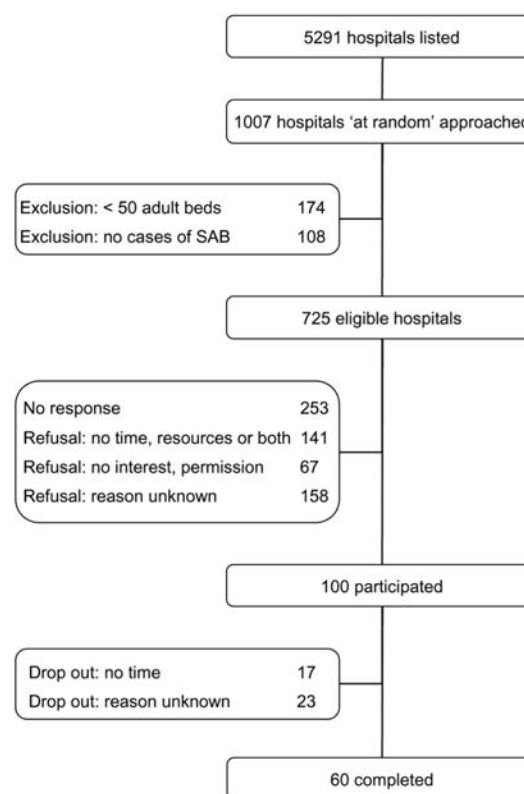 5291 hospitals listed
1007 hospitals ‘at random’ approached
Exclusion: < 50 adult beds 174
Exclusion: no cases of SAB 108
725 eligible hospitals
No response 253
Refusal: no time, resources or both 141
Refusal: no interest, permission 67
Refusal: reason unknown 158
100 participated
Drop out: no time 17
Drop out: reason unknown 23
60 completed